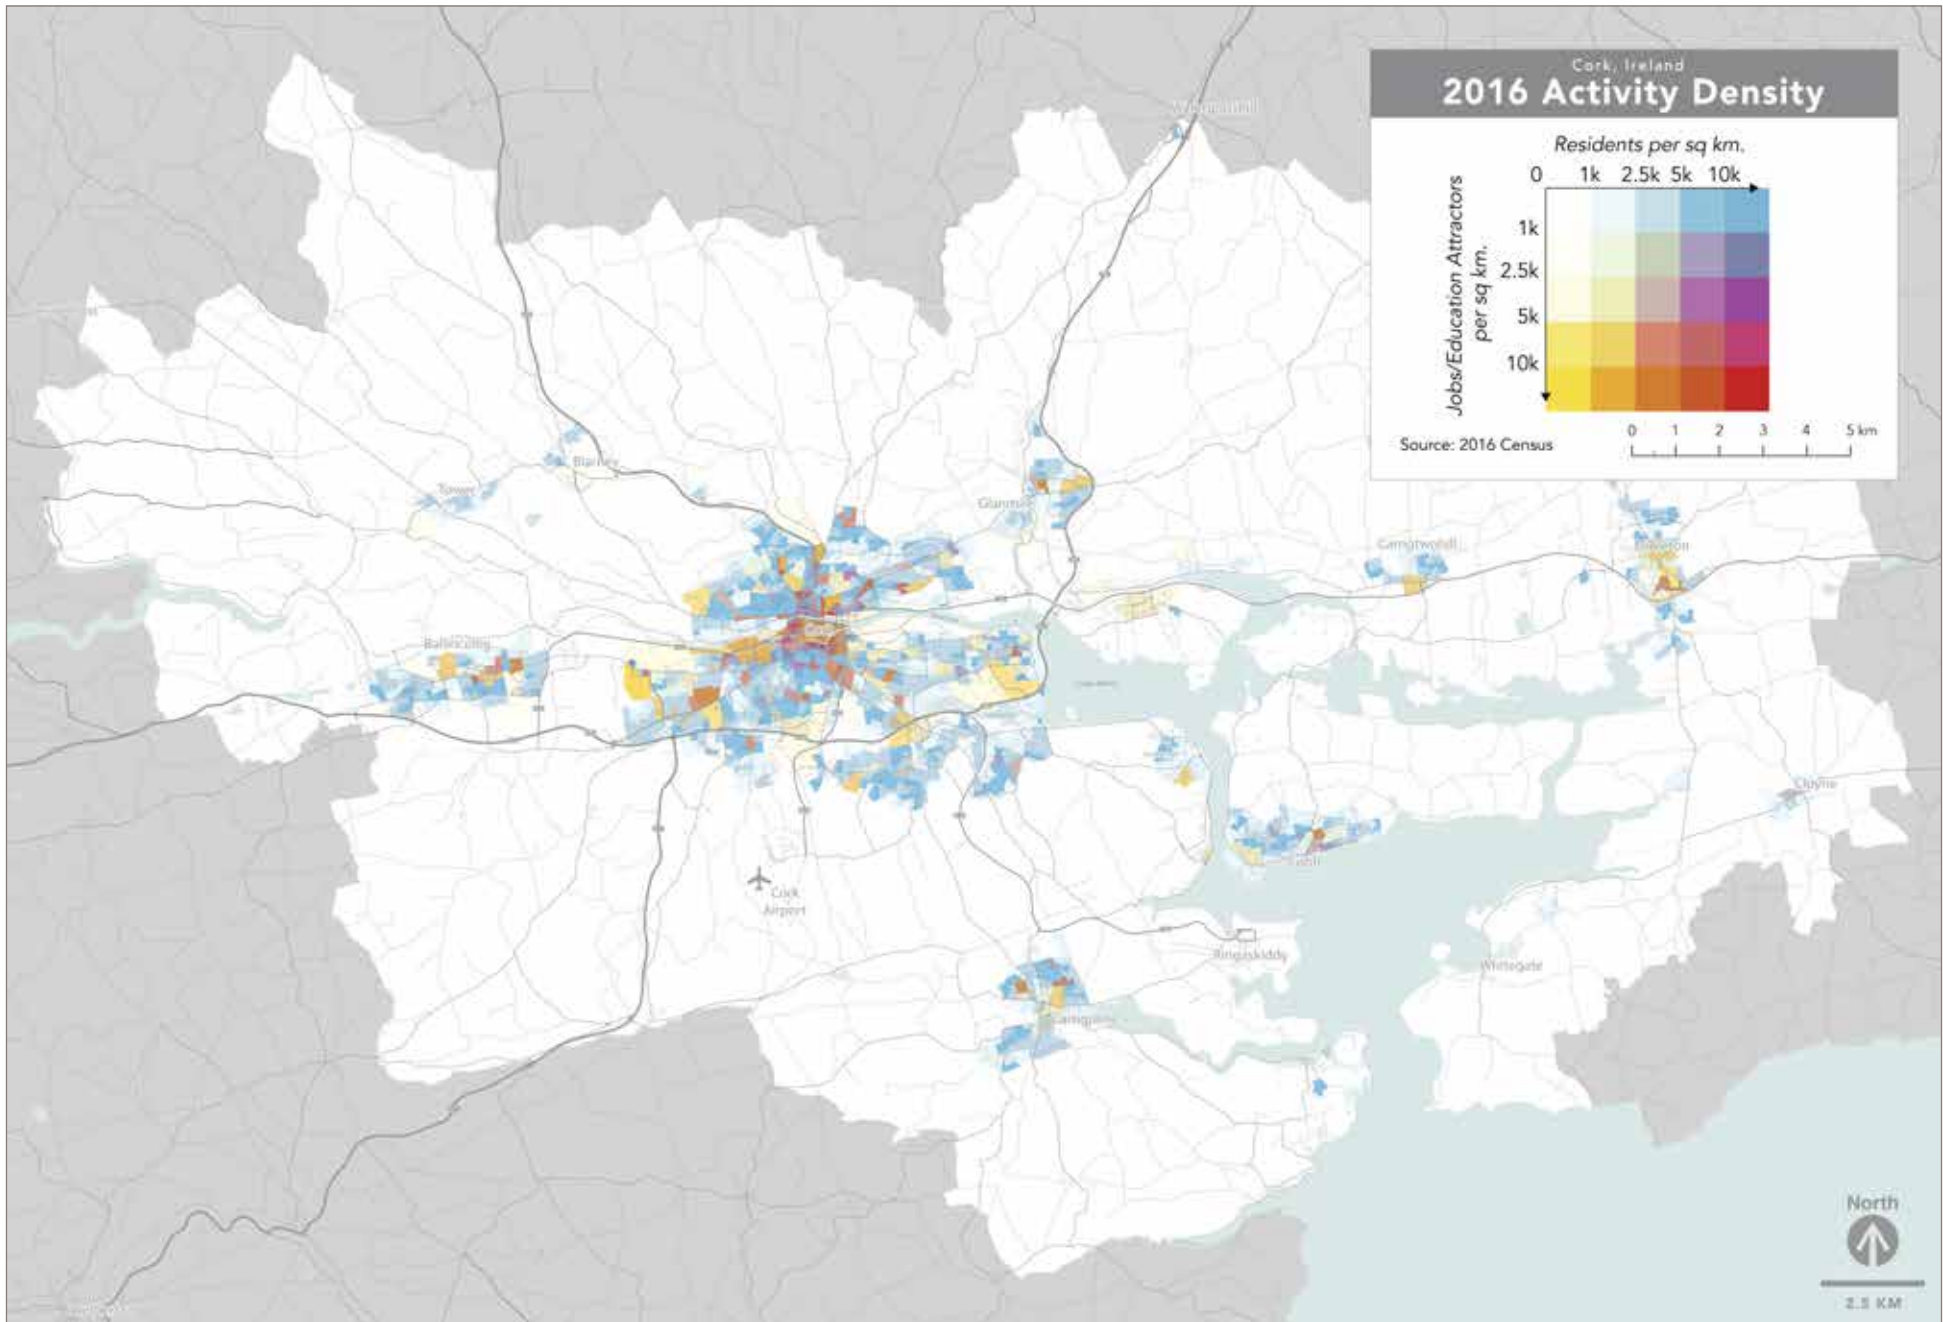 Cork, Ireland
2016 Activity Density
Residents per sq km.
0 1k 2.5k 5k 10k
Jobs/Education Attractors
per sq km.
1k
2.5k
5k
10k
0 1 2 3 4 5 km
Source: 2016 Census
Blarney
Tower
Glanmire
Carrigtwohill
Midleton
Ballincollig
Cork
Cloyne
Cobh
Cork
Airport
Ringaskiddy
Whitegate
Carrigaline
North
2.5 KM